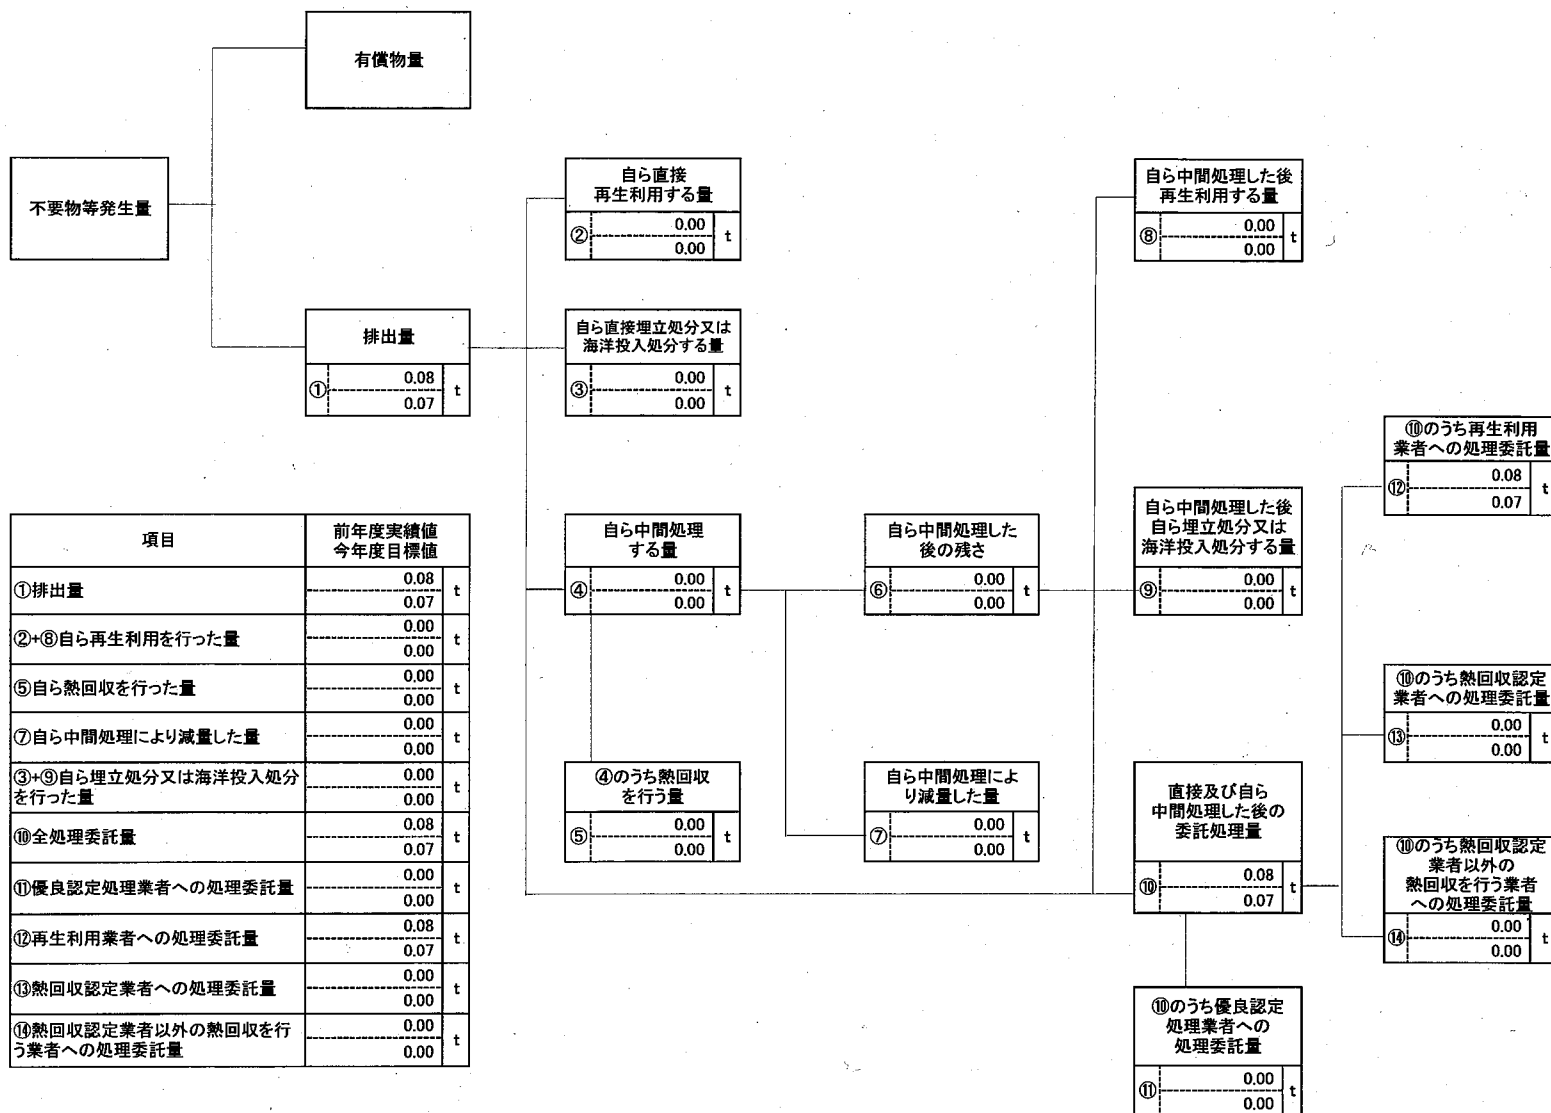 有償物量
不要物等発生量
排出量
①
0.08
0.07
t
自ら直接
再生利用する量
②
0.00
0.00
t
自ら直接埋立処分又は
海洋投入処分する量
③
0.00
0.00
t
自ら中間処理
する量
④
0.00
0.00
t
④のうち熱回収
を行う量
⑤
0.00
0.00
t
自ら中間処理した
後の残さ
⑥
0.00
0.00
t
自ら中間処理によ
り減量した量
⑦
0.00
0.00
t
自ら中間処理した後
再生利用する量
⑧
0.00
0.00
t
自ら中間処理した後
自ら埋立処分又は
海洋投入処分する量
⑨
0.00
0.00
t
直接及び自ら
中間処理した後の
委託処理量
⑩
0.08
0.07
t
⑩のうち優良認定
処理業者への
処理委託量
⑪
0.00
0.00
t
⑩のうち再生利用
業者への処理委託量
⑫
0.08
0.07
t
⑩のうち熱回収認定
業者への処理委託量
⑬
0.00
0.00
t
⑩のうち熱回収認定
業者以外の
熱回収を行う業者
への処理委託量
⑭
0.00
0.00
t
項目
前年度実績値
今年度目標値
①排出量
0.08
0.07
t
②+⑧自ら再生利用を行った量
0.00
0.00
t
⑤自ら熱回収を行った量
0.00
0.00
t
⑦自ら中間処理により減量した量
0.00
0.00
t
③+⑨自ら埋立処分又は海洋投入処分
を行った量
0.00
0.00
t
⑩全処理委託量
0.08
0.07
t
⑪優良認定処理業者への処理委託量
0.00
0.00
t
⑫再生利用業者への処理委託量
0.08
0.07
t
⑬熱回収認定業者への処理委託量
0.00
0.00
t
⑭熱回収認定業者以外の熱回収を行
う業者への処理委託量
0.00
0.00
t